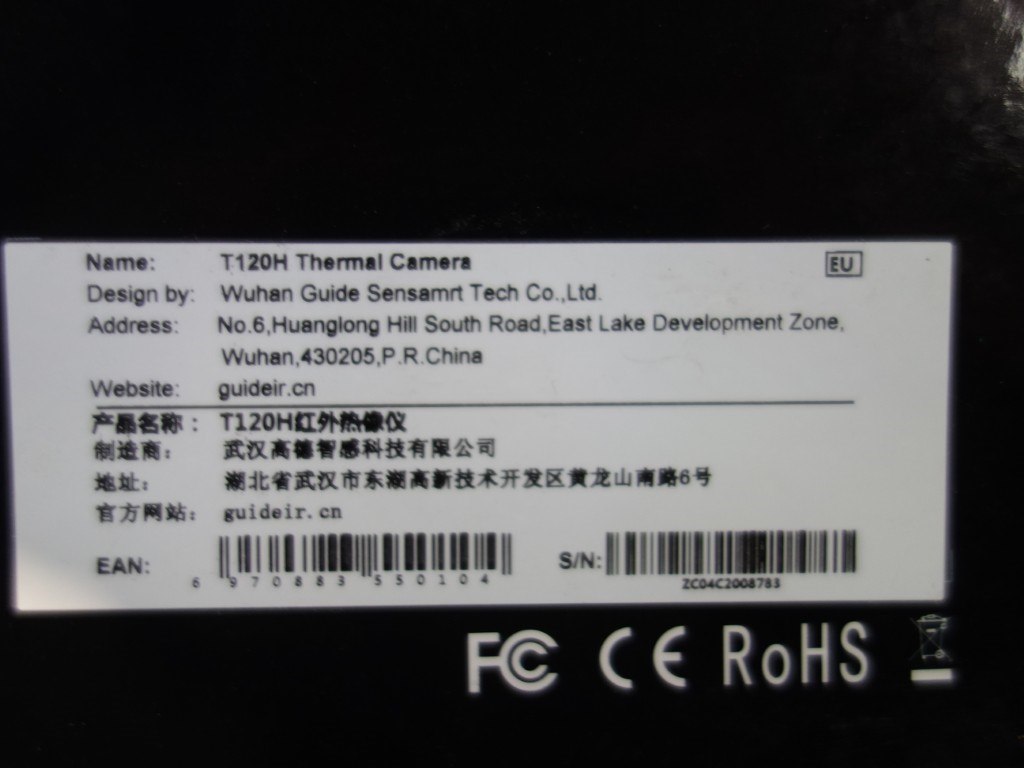 Name: T120H Thermal Camera EU
Design by: Wuhan Guide Sensamrt Tech Co.,Ltd.
Address: No.6,Huanglong Hill South Road,East Lake Development Zone,
Wuhan,430205,P.R.China
Website: guideir.cn
产品名称： T120H红外热像仪
制造商： 武汉高德智感科技有限公司
地址： 湖北省武汉市东湖高新技术开发区黄龙山南路6号
官方网站： guideir.cn
EAN: 6 970883 550104 S/N: ZC04C2008783
FC CE RoHS